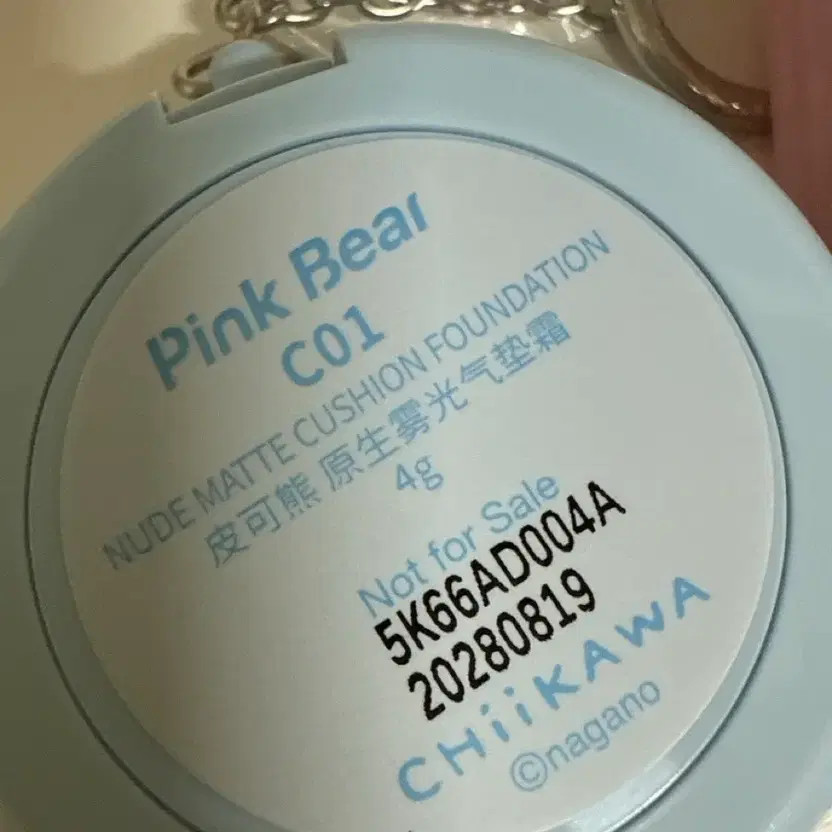 Pink Bear
C01
NUDE MATTE CUSHION FOUNDATION
皮可熊 原生雾光气垫霜
4g
Not for Sale
5K66AD004A
20280819
CHiiKAWA
©nagano